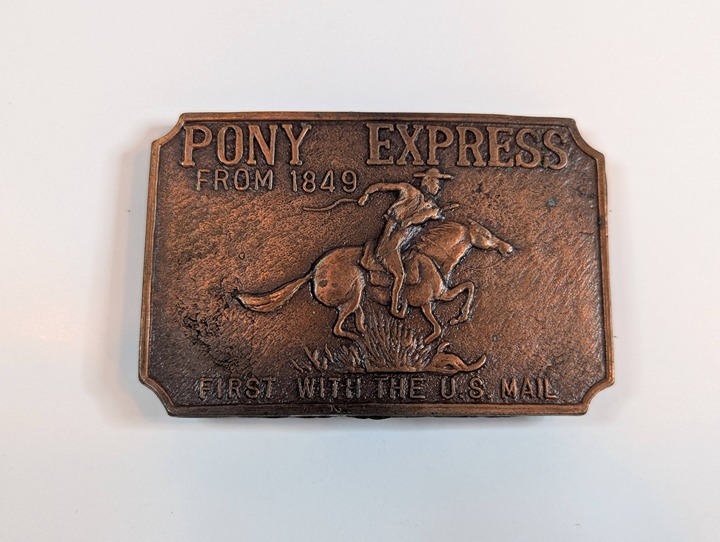 PONY EXPRESS
FROM 1849
FIRST WITH THE U.S. MAIL